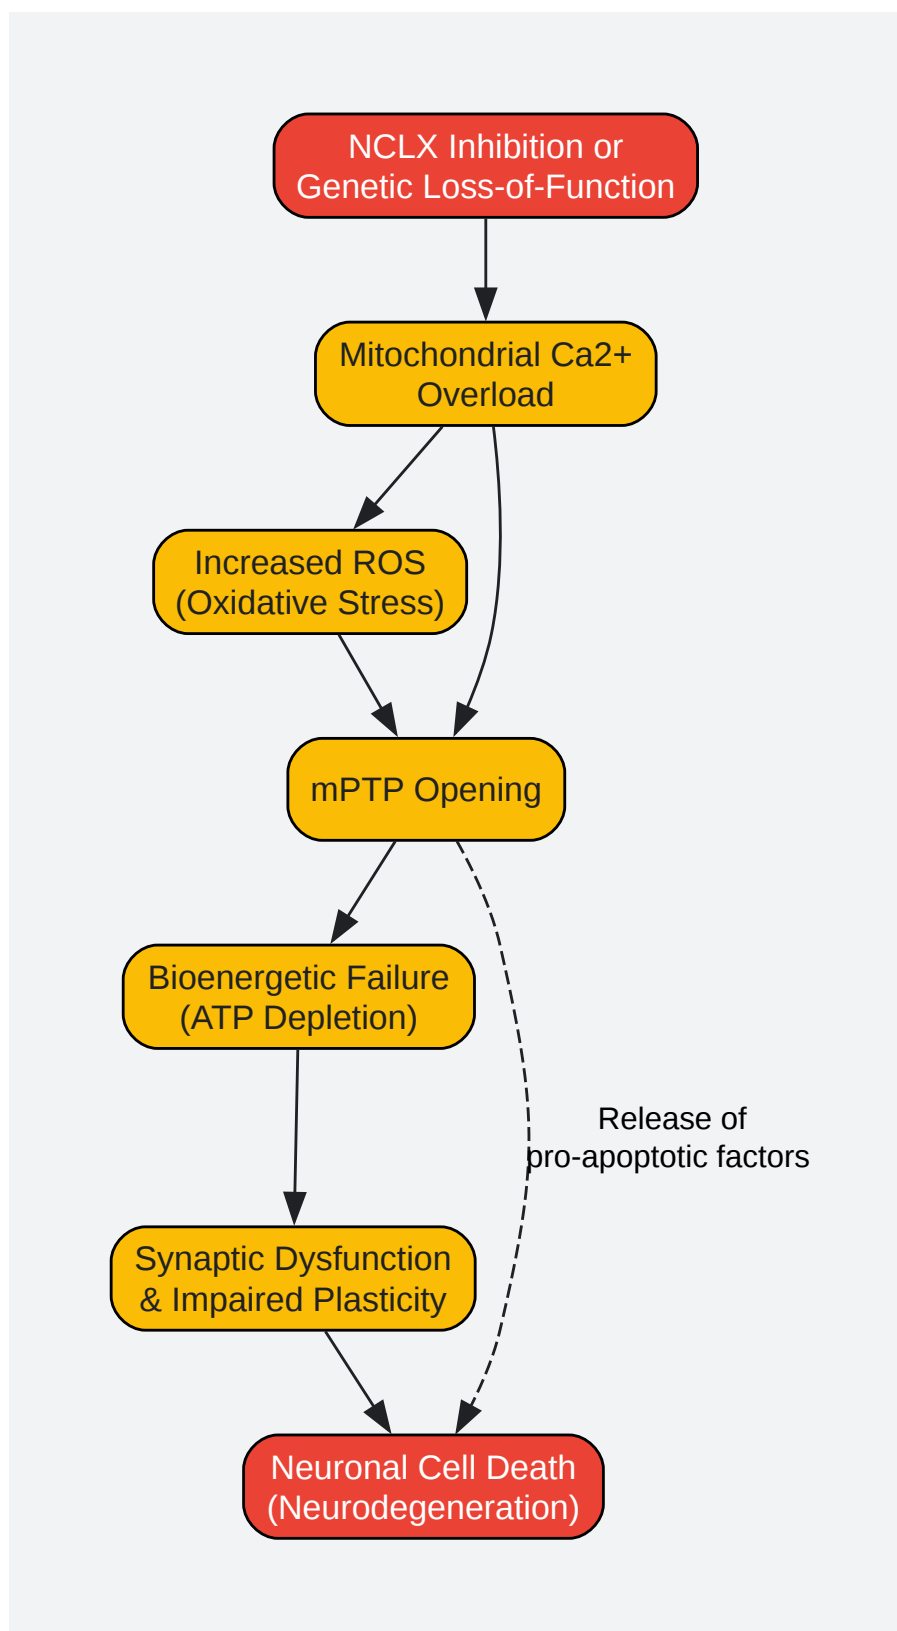 NCLX Inhibition or
Genetic Loss-of-Function
Mitochondrial Ca2+
Overload
Increased ROS
(Oxidative Stress)
mPTP Opening
Bioenergetic Failure
(ATP Depletion)
Release of
pro-apoptotic factors
Synaptic Dysfunction
& Impaired Plasticity
Neuronal Cell Death
(Neurodegeneration)